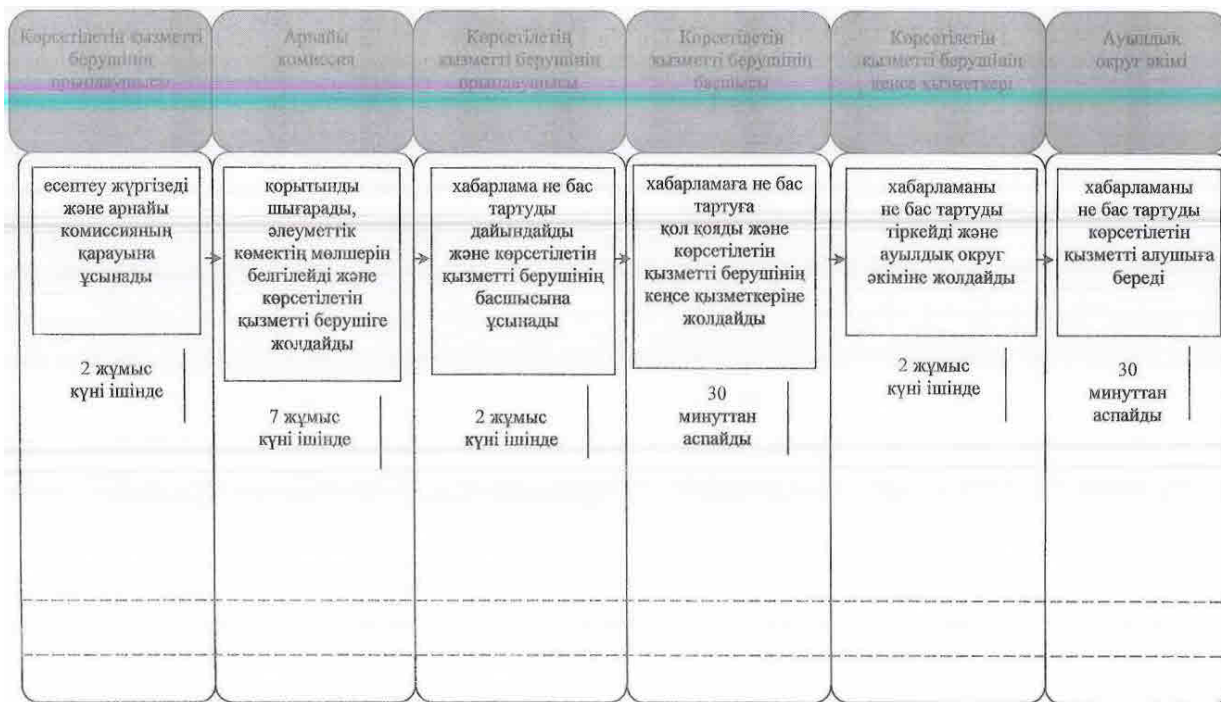 Көрсетілетін қызметті
берушінің
орындаушысы
Арнайы
комиссия
Көрсетілетін
қызметті берушінің
орындаушысы
Көрсетілетін
қызметті берушінің
басшысы
Көрсетілетін
қызметті берушінің
кеңсе қызметкері
Ауылдық
округ әкімі
есептеу жүргізеді
және арнайы
комиссияның
қарауына
ұсынады
2 жұмыс
күні ішінде
қорытынды
шығарады,
әлеуметтік
көмектің мөлшерін
белгілейді және
көрсетілетін
қызметті берушіге
жолдайды
7 жұмыс
күні ішінде
хабарлама не бас
тартуды
дайындайды
және көрсетілетін
қызметті берушінің
басшысына
ұсынады
2 жұмыс
күні ішінде
хабарламаға не бас
тартуға
қол қояды және
көрсетілетін
қызметті берушінің
кеңсе қызметкеріне
жолдайды
30
минуттан
аспайды
хабарламаны
не бас тартуды
тіркейді және
ауылдық округ
әкіміне жолдайды
2 жұмыс
күні ішінде
хабарламаны
не бас тартуды
көрсетілетін
қызметті алушыға
береді
30
минуттан
аспайды